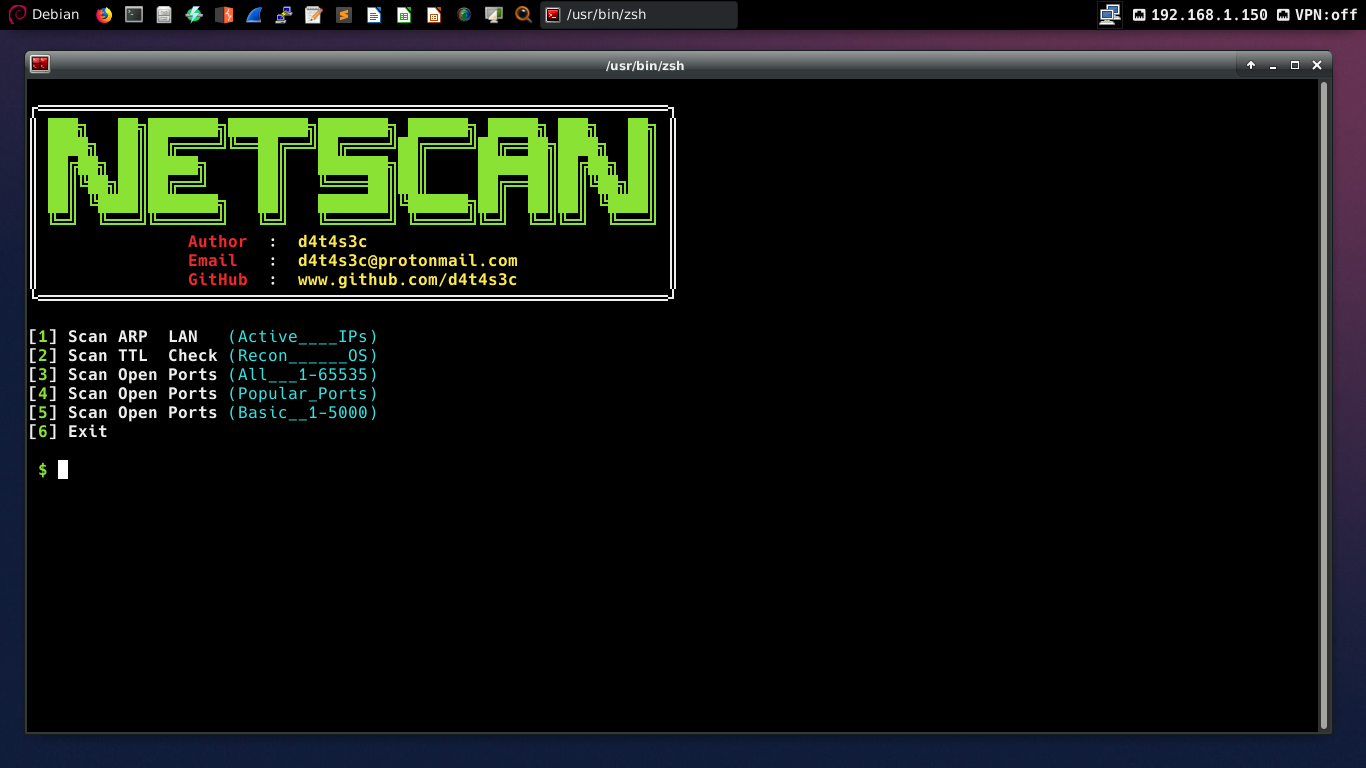 Debian /usr/bin/zsh 192.168.1.150 VPN:off
/usr/bin/zsh
NETSCAN
Author : d4t4s3c
Email : d4t4s3c@protonmail.com
GitHub : www.github.com/d4t4s3c
[1] Scan ARP  LAN   (Active____IPs)
[2] Scan TTL  Check (Recon______OS)
[3] Scan Open Ports (All___1-65535)
[4] Scan Open Ports (Popular_Ports)
[5] Scan Open Ports (Basic__1-5000)
[6] Exit
$